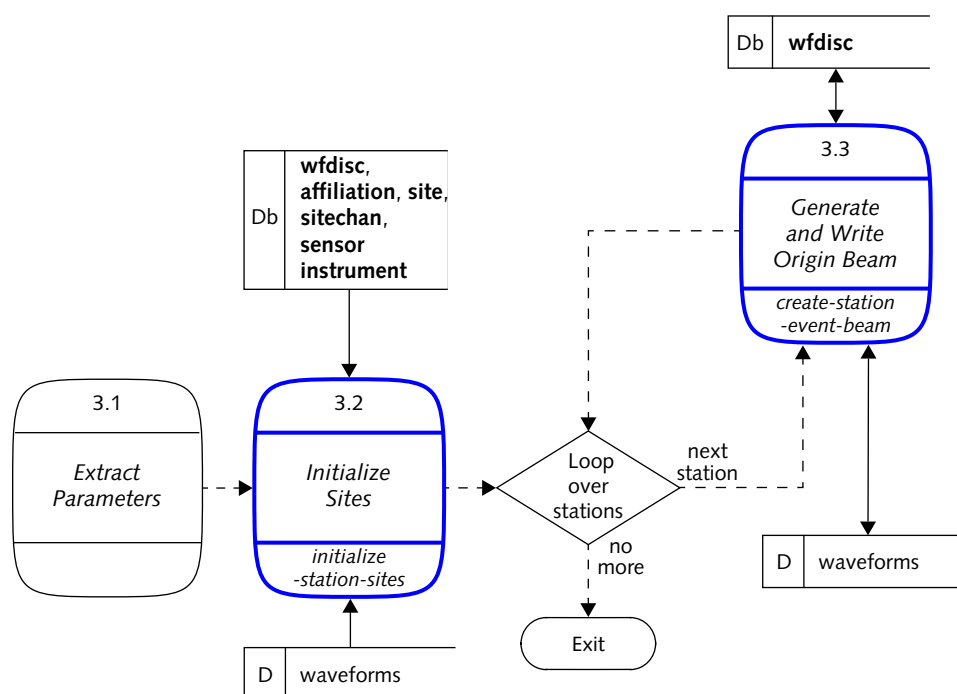 Db
wfdisc
3.3
Generate
and Write
Origin Beam
create-station
-event-beam
Db
wfdisc,
affiliation, site,
sitechan,
sensor
instrument
3.1
Extract
Parameters
3.2
Initialize
Sites
initialize
-station-sites
Loop
over
stations
next
station
no
more
Exit
D
waveforms
D
waveforms